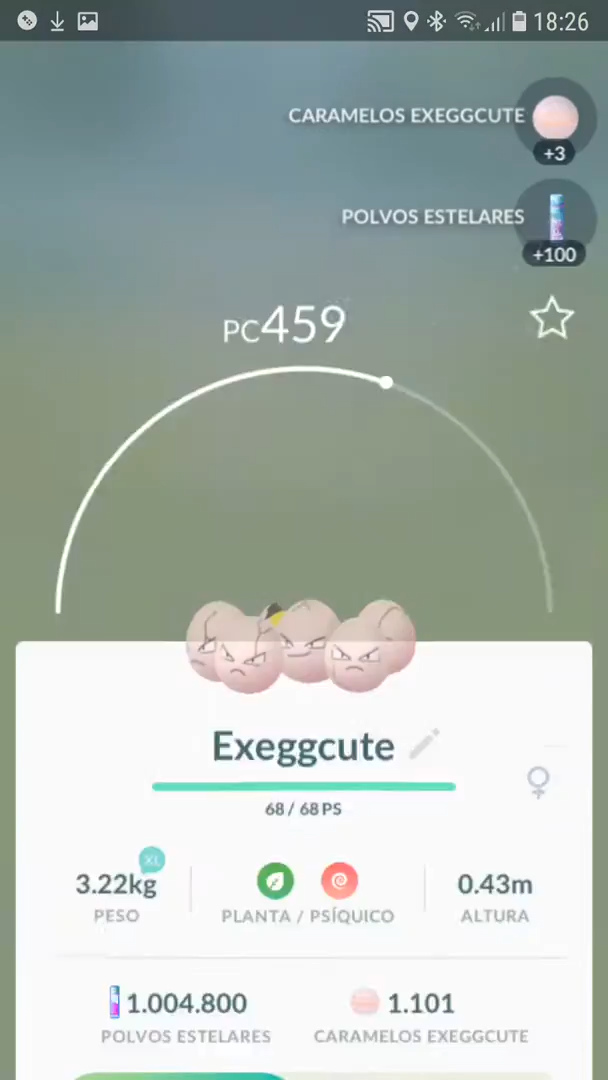 18:26
CARAMELOS EXEGGCUTE
+3
POLVOS ESTELARES
+100
PC459
Exeggcute
68 / 68 PS
XL
3.22kg
PESO
PLANTA / PSÍQUICO
0.43m
ALTURA
1.004.800
POLVOS ESTELARES
1.101
CARAMELOS EXEGGCUTE